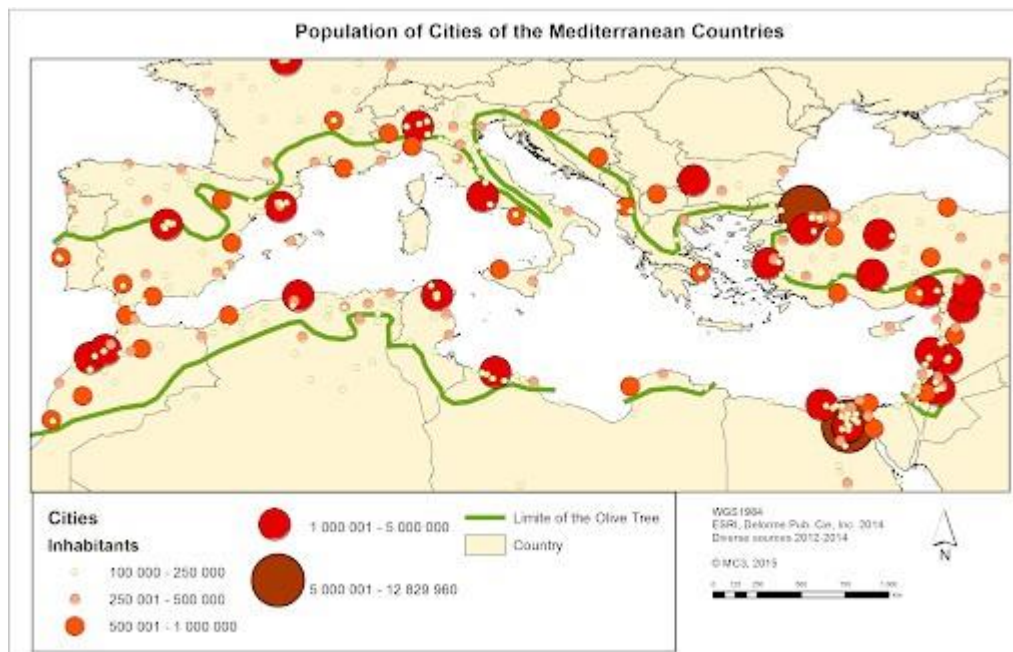 Population of Cities of the Mediterranean Countries
Cities
Inhabitants
100 000 - 250 000
250 001 - 500 000
500 001 - 1 000 000
1 000 001 - 5 000 000
5 000 001 - 12 829 960
Limite of the Olive Tree
Country
WGS1984
ESRI, Delorme Pub. Cie, Inc. 2014
Diverse sources 2012-2014
© MC3, 2015
N